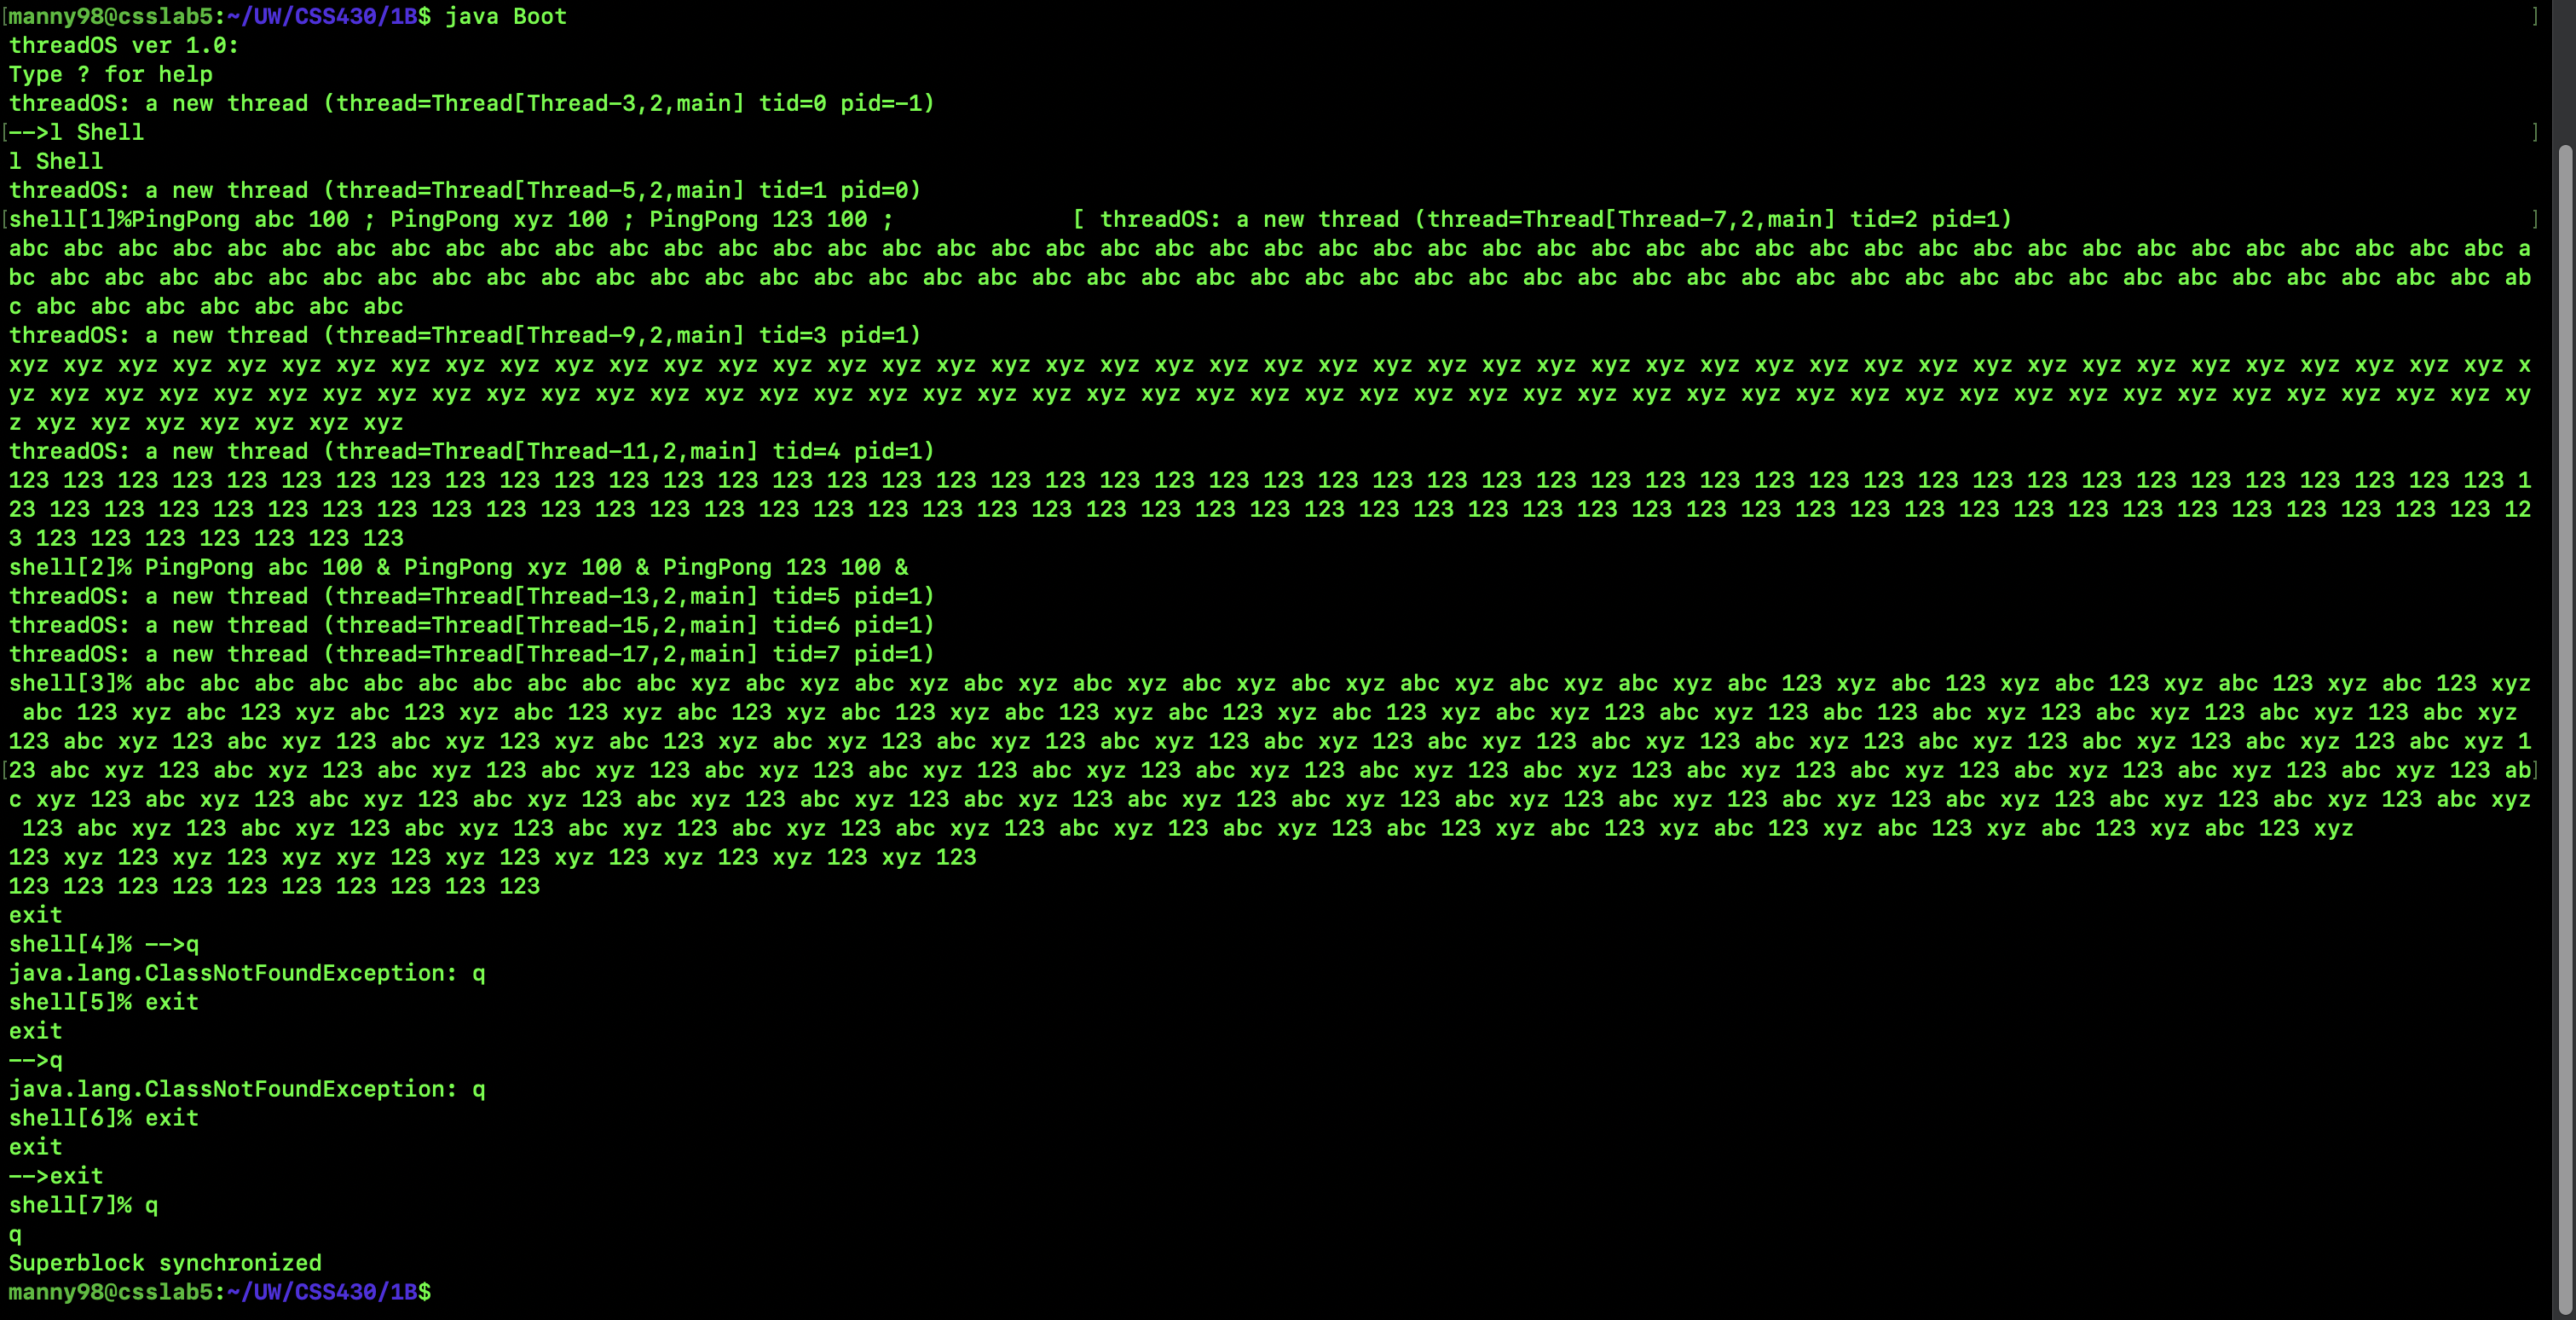 manny98@csslab5:~/UW/CSS430/1B$ java Boot
threadOS ver 1.0:
Type ? for help
threadOS: a new thread (thread=Thread[Thread-3,2,main] tid=0 pid=-1)
-->l Shell
l Shell
threadOS: a new thread (thread=Thread[Thread-5,2,main] tid=1 pid=0)
shell[1]%PingPong abc 100 ; PingPong xyz 100 ; PingPong 123 100 ;             [ threadOS: a new thread (thread=Thread[Thread-7,2,main] tid=2 pid=1)
abc abc abc abc abc abc abc abc abc abc abc abc abc abc abc abc abc abc abc abc abc abc abc abc abc abc abc abc abc abc abc abc abc abc abc abc abc abc abc abc abc abc abc abc abc abc a
bc abc abc abc abc abc abc abc abc abc abc abc abc abc abc abc abc abc abc abc abc abc abc abc abc abc abc abc abc abc abc abc abc abc abc abc abc abc abc abc abc abc abc abc abc abc ab
c abc abc abc abc abc abc abc
threadOS: a new thread (thread=Thread[Thread-9,2,main] tid=3 pid=1)
xyz xyz xyz xyz xyz xyz xyz xyz xyz xyz xyz xyz xyz xyz xyz xyz xyz xyz xyz xyz xyz xyz xyz xyz xyz xyz xyz xyz xyz xyz xyz xyz xyz xyz xyz xyz xyz xyz xyz xyz xyz xyz xyz xyz xyz xyz x
yz xyz xyz xyz xyz xyz xyz xyz xyz xyz xyz xyz xyz xyz xyz xyz xyz xyz xyz xyz xyz xyz xyz xyz xyz xyz xyz xyz xyz xyz xyz xyz xyz xyz xyz xyz xyz xyz xyz xyz xyz xyz xyz xyz xyz xyz xy
z xyz xyz xyz xyz xyz xyz xyz
threadOS: a new thread (thread=Thread[Thread-11,2,main] tid=4 pid=1)
123 123 123 123 123 123 123 123 123 123 123 123 123 123 123 123 123 123 123 123 123 123 123 123 123 123 123 123 123 123 123 123 123 123 123 123 123 123 123 123 123 123 123 123 123 123 1
23 123 123 123 123 123 123 123 123 123 123 123 123 123 123 123 123 123 123 123 123 123 123 123 123 123 123 123 123 123 123 123 123 123 123 123 123 123 123 123 123 123 123 123 123 123 12
3 123 123 123 123 123 123 123
shell[2]% PingPong abc 100 & PingPong xyz 100 & PingPong 123 100 &
threadOS: a new thread (thread=Thread[Thread-13,2,main] tid=5 pid=1)
threadOS: a new thread (thread=Thread[Thread-15,2,main] tid=6 pid=1)
threadOS: a new thread (thread=Thread[Thread-17,2,main] tid=7 pid=1)
shell[3]% abc abc abc abc abc abc abc abc abc abc xyz abc xyz abc xyz abc xyz abc xyz abc xyz abc xyz abc xyz abc xyz abc xyz abc 123 xyz abc 123 xyz abc 123 xyz abc 123 xyz abc 123 xyz
 abc 123 xyz abc 123 xyz abc 123 xyz abc 123 xyz abc 123 xyz abc 123 xyz abc 123 xyz abc 123 xyz abc 123 xyz abc xyz 123 abc xyz 123 abc 123 abc xyz 123 abc xyz 123 abc xyz 123 abc xyz
123 abc xyz 123 abc xyz 123 abc xyz 123 xyz abc 123 xyz abc xyz 123 abc xyz 123 abc xyz 123 abc xyz 123 abc xyz 123 abc xyz 123 abc xyz 123 abc xyz 123 abc xyz 123 abc xyz 123 abc xyz 1
23 abc xyz 123 abc xyz 123 abc xyz 123 abc xyz 123 abc xyz 123 abc xyz 123 abc xyz 123 abc xyz 123 abc xyz 123 abc xyz 123 abc xyz 123 abc xyz 123 abc xyz 123 abc xyz 123 abc xyz 123 ab
c xyz 123 abc xyz 123 abc xyz 123 abc xyz 123 abc xyz 123 abc xyz 123 abc xyz 123 abc xyz 123 abc xyz 123 abc xyz 123 abc xyz 123 abc xyz 123 abc xyz 123 abc xyz 123 abc xyz 123 abc xyz
 123 abc xyz 123 abc xyz 123 abc xyz 123 abc xyz 123 abc xyz 123 abc xyz 123 abc xyz 123 abc xyz 123 abc 123 xyz abc 123 xyz abc 123 xyz abc 123 xyz abc 123 xyz abc 123 xyz
123 xyz 123 xyz 123 xyz xyz 123 xyz 123 xyz 123 xyz 123 xyz 123 xyz 123
123 123 123 123 123 123 123 123 123 123
exit
shell[4]% -->q
java.lang.ClassNotFoundException: q
shell[5]% exit
exit
-->q
java.lang.ClassNotFoundException: q
shell[6]% exit
exit
-->exit
shell[7]% q
q
Superblock synchronized
manny98@csslab5:~/UW/CSS430/1B$